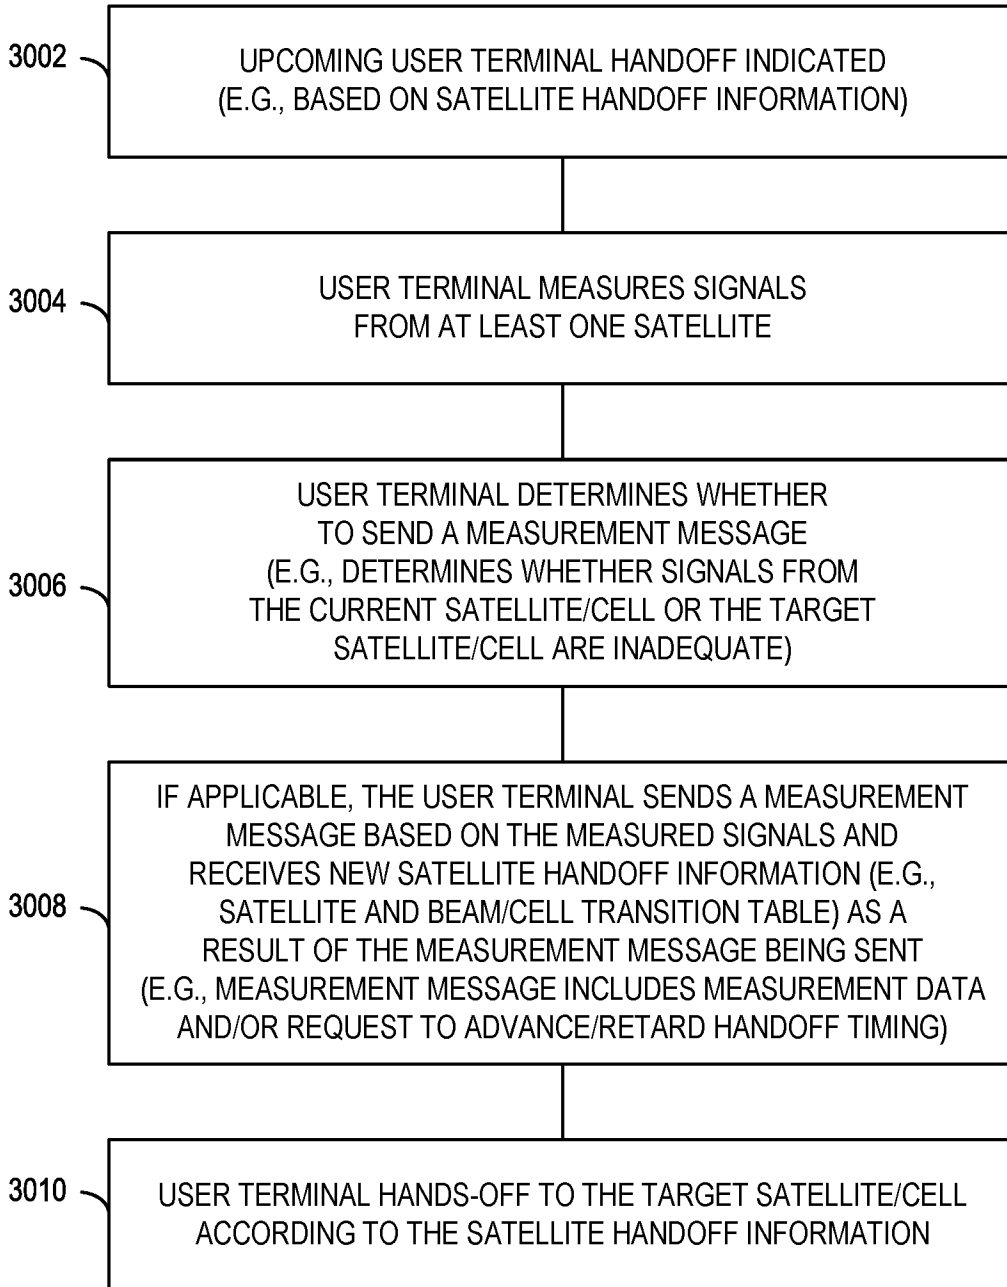 3002
UPCOMING USER TERMINAL HANDOFF INDICATED
(E.G., BASED ON SATELLITE HANDOFF INFORMATION)
3004
USER TERMINAL MEASURES SIGNALS
FROM AT LEAST ONE SATELLITE
3006
USER TERMINAL DETERMINES WHETHER
TO SEND A MEASUREMENT MESSAGE
(E.G., DETERMINES WHETHER SIGNALS FROM
THE CURRENT SATELLITE/CELL OR THE TARGET
SATELLITE/CELL ARE INADEQUATE)
3008
IF APPLICABLE, THE USER TERMINAL SENDS A MEASUREMENT
MESSAGE BASED ON THE MEASURED SIGNALS AND
RECEIVES NEW SATELLITE HANDOFF INFORMATION (E.G.,
SATELLITE AND BEAM/CELL TRANSITION TABLE) AS A
RESULT OF THE MEASUREMENT MESSAGE BEING SENT
(E.G., MEASUREMENT MESSAGE INCLUDES MEASUREMENT DATA
AND/OR REQUEST TO ADVANCE/RETARD HANDOFF TIMING)
3010
USER TERMINAL HANDS-OFF TO THE TARGET SATELLITE/CELL
ACCORDING TO THE SATELLITE HANDOFF INFORMATION